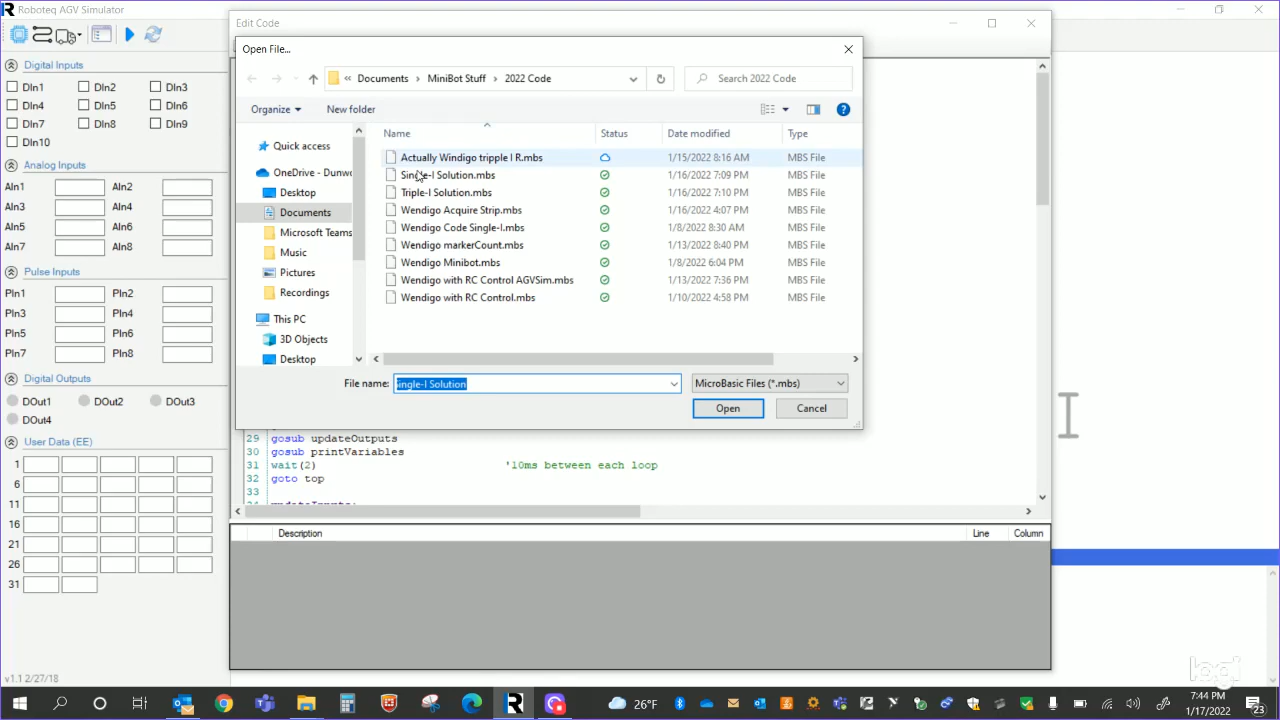 Roboteq AGV Simulator
Edit Code
Open File...
« Documents › MiniBot Stuff › 2022 Code
Search 2022 Code
Organize
New folder
Name Status Date modified Type
Quick access
OneDrive - Dunw
Desktop
Documents
Microsoft Teams
Music
Pictures
Recordings
This PC
3D Objects
Desktop
Actually Windigo tripple I R.mbs 1/15/2022 8:16 AM MBS File
Single-I Solution.mbs 1/16/2022 7:09 PM MBS File
Triple-I Solution.mbs 1/16/2022 7:10 PM MBS File
Wendigo Acquire Strip.mbs 1/16/2022 4:07 PM MBS File
Wendigo Code Single-I.mbs 1/8/2022 8:30 AM MBS File
Wendigo markerCount.mbs 1/13/2022 8:40 PM MBS File
Wendigo Minibot.mbs 1/8/2022 6:04 PM MBS File
Wendigo with RC Control AGVSim.mbs 1/13/2022 7:36 PM MBS File
Wendigo with RC Control.mbs 1/10/2022 4:58 PM MBS File
File name: ingle-I Solution
MicroBasic Files (*.mbs)
Open
Cancel
Digital Inputs
DIn1 DIn2 DIn3
DIn4 DIn5 DIn6
DIn7 DIn8 DIn9
DIn10
Analog Inputs
AIn1 AIn2
AIn3 AIn4
AIn5 AIn6
AIn7 AIn8
Pulse Inputs
PIn1 PIn2
PIn3 PIn4
PIn5 PIn6
PIn7 PIn8
Digital Outputs
DOut1 DOut2 DOut3
DOut4
User Data (EE)
1
6
11
16
21
26
31
29 gosub updateOutputs
30 gosub printVariables
31 wait(2) '10ms between each loop
32 goto top
33
Description Line Column
v1.1 2/27/18
logi
26°F
7:44 PM
1/17/2022
23